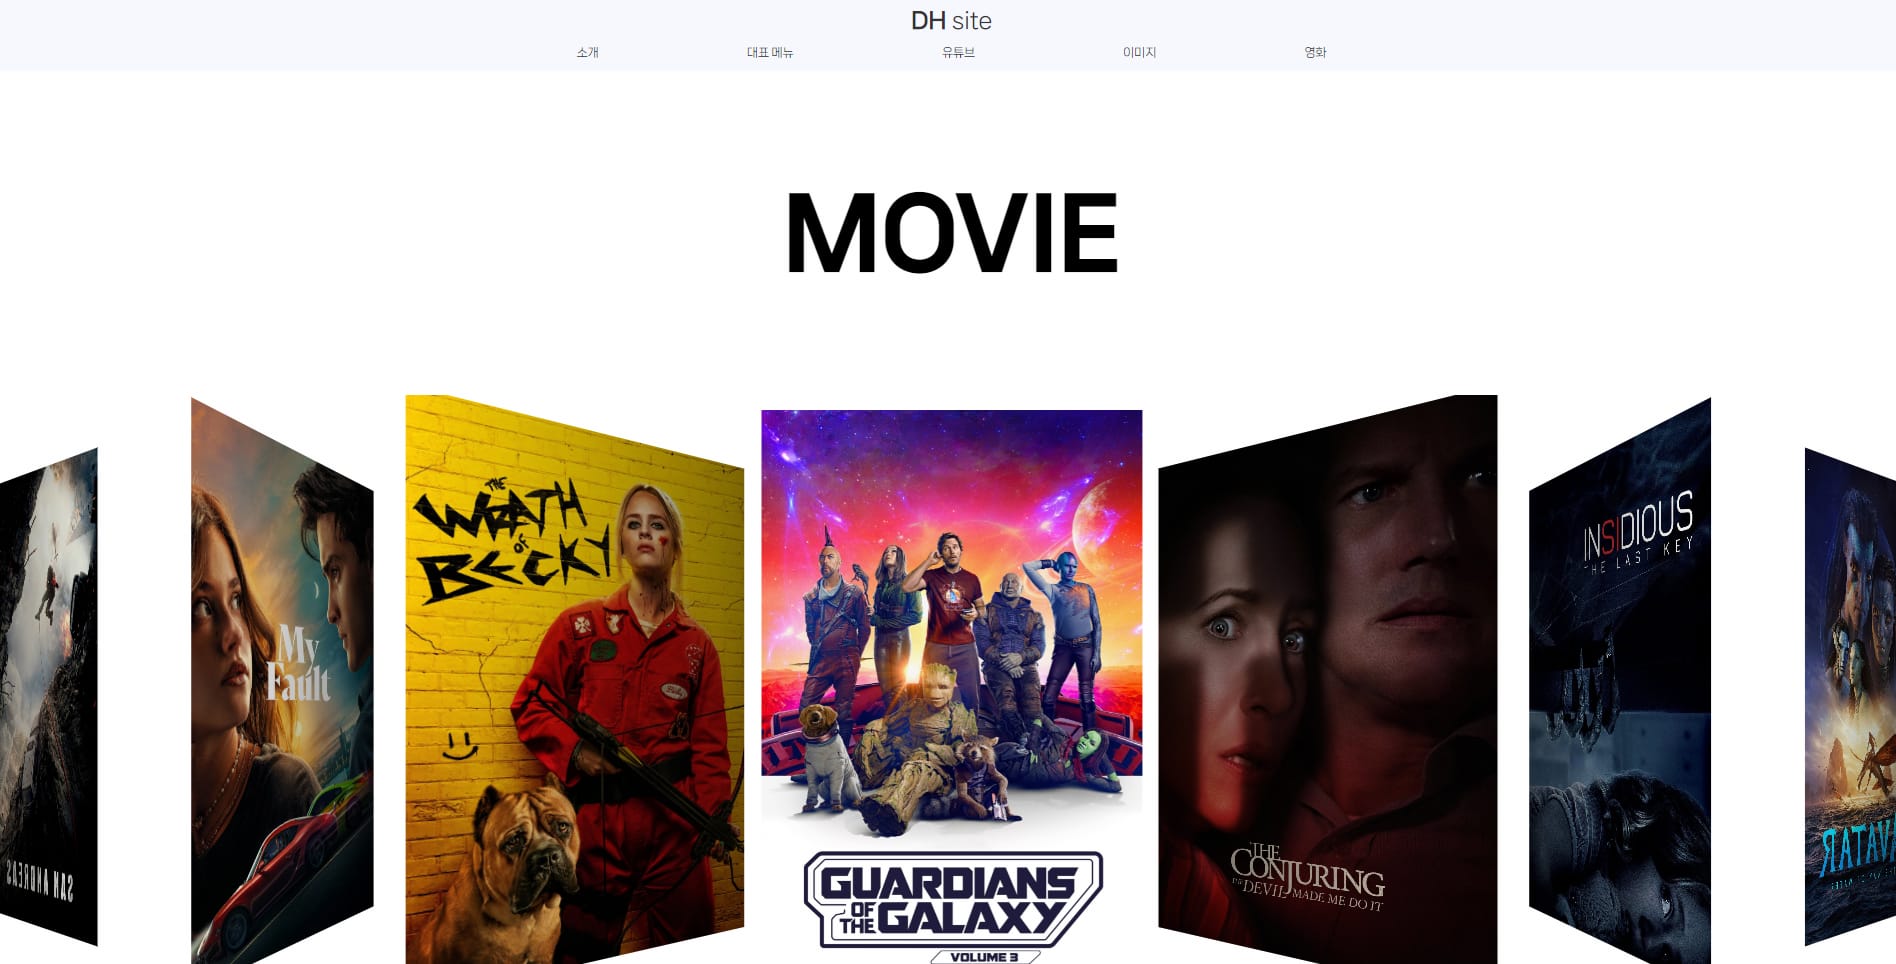 DH site
소개 대표 메뉴 유튜브 이미지 영화
MOVIE
SAN ANDREAS
My
Fault
THE
WRATH
OF
BECKY
GUARDIANS
OF
THE GALAXY
VOLUME 3
THE
CONJURING
THE DEVIL MADE ME DO IT
INSIDIOUS
THE LAST KEY
AVATAR